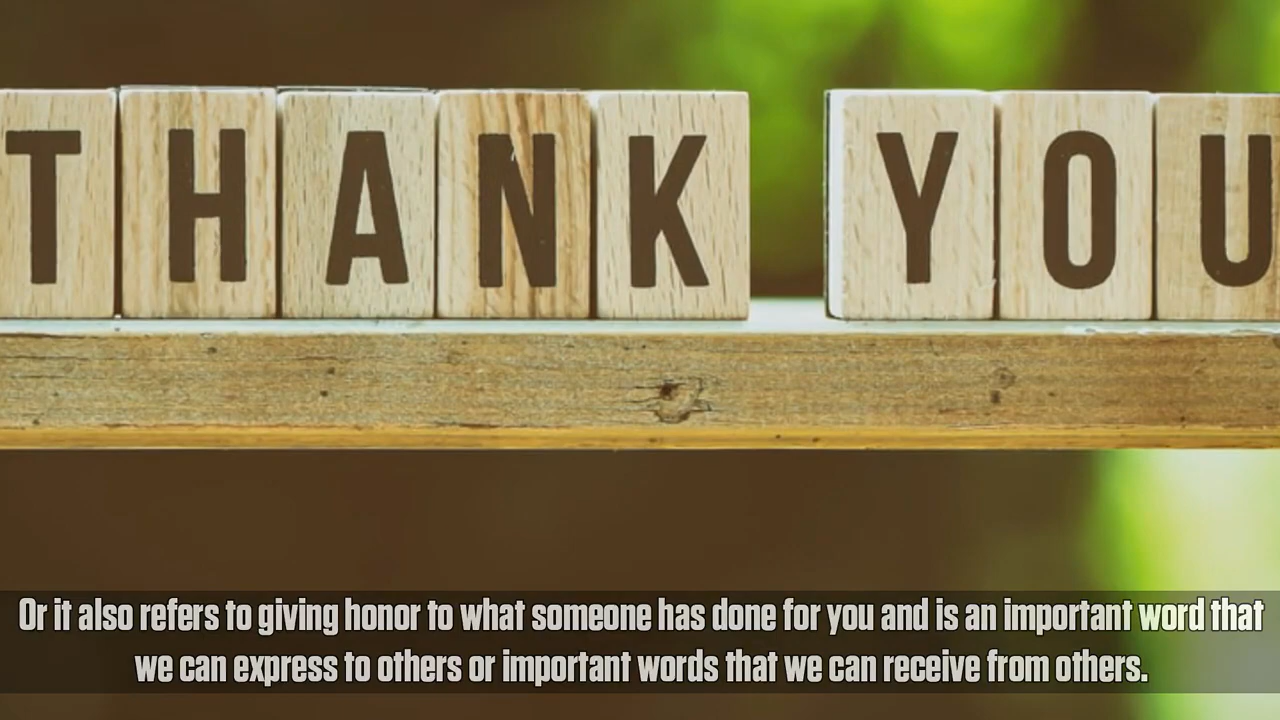 THANK YOU
Or it also refers to giving honor to what someone has done for you and is an important word that
we can express to others or important words that we can receive from others.